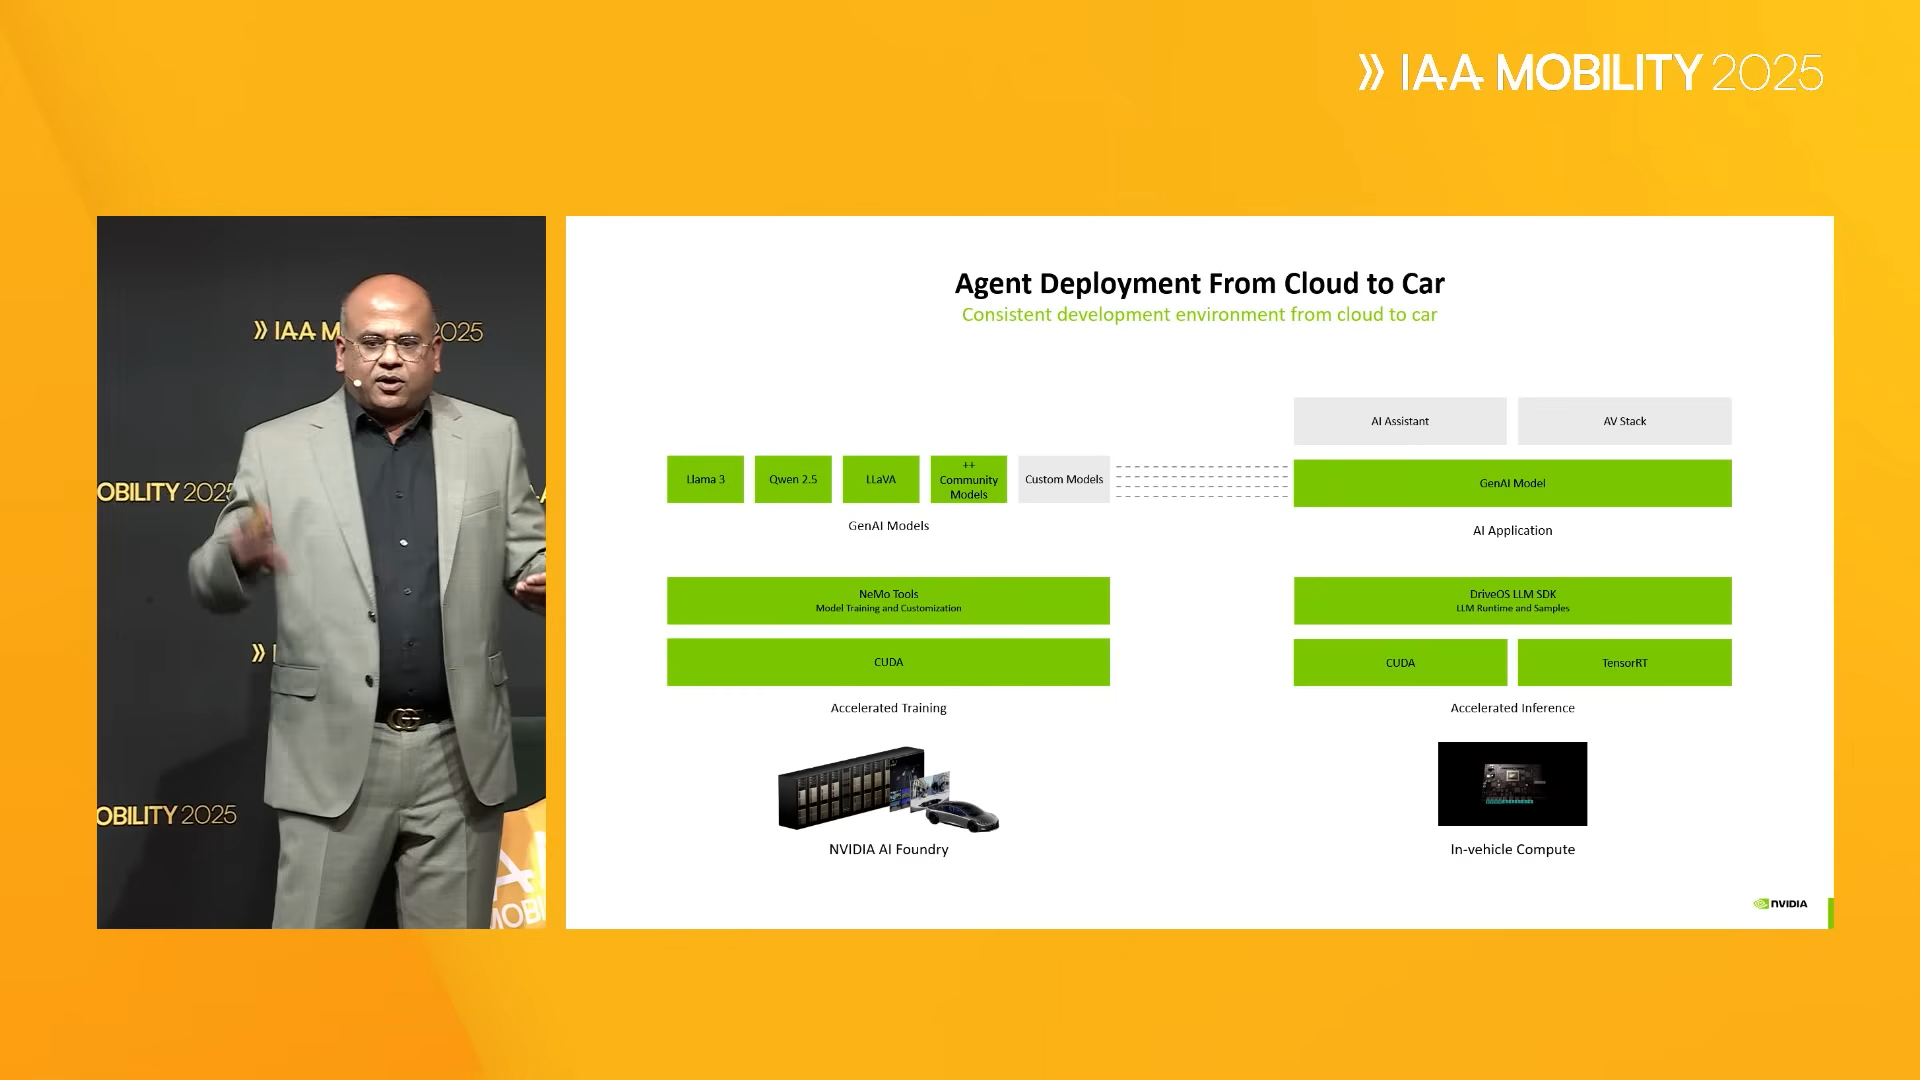 IAA MOBILITY 2025
IAA M 2025
OBILITY 2025
OBILITY 2025
MOBI
Agent Deployment From Cloud to Car
Consistent development environment from cloud to car
Llama 3
Qwen 2.5
LLaVA
++
Community
Models
Custom Models
GenAI Models
AI Assistant
AV Stack
GenAI Model
AI Application
NeMo Tools
Model Training and Customization
CUDA
Accelerated Training
DriveOS LLM SDK
LLM Runtime and Samples
CUDA
TensorRT
Accelerated Inference
NVIDIA AI Foundry
In-vehicle Compute
NVIDIA